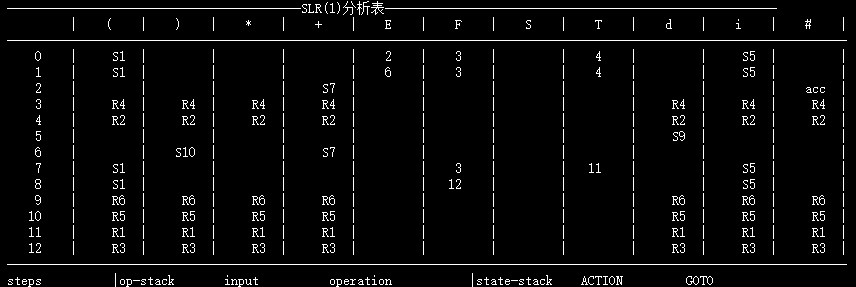 SLR(1)分析表
| ( | ) | * | + | E | F | S | T | d | i | # |
0 | S1 | | | | 2 | 3 | | 4 | | S5 | |
1 | S1 | | | | 6 | 3 | | 4 | | S5 | |
2 | | | | S7 | | | | | | | acc |
3 | R4 | R4 | R4 | R4 | | | | | R4 | R4 | R4 |
4 | R2 | R2 | R2 | R2 | | | | | R2 | R2 | R2 |
5 | | | | | | | | | S9 | | |
6 | | S10 | | S7 | | | | | | | |
7 | S1 | | | | | 3 | | 11 | | S5 | |
8 | S1 | | | | | 12 | | | | S5 | |
9 | R6 | R6 | R6 | R6 | | | | | R6 | R6 | R6 |
10 | R5 | R5 | R5 | R5 | | | | | R5 | R5 | R5 |
11 | R1 | R1 | R1 | R1 | | | | | R1 | R1 | R1 |
12 | R3 | R3 | R3 | R3 | | | | | R3 | R3 | R3 |
steps |op-stack input operation |state-stack ACTION GOTO